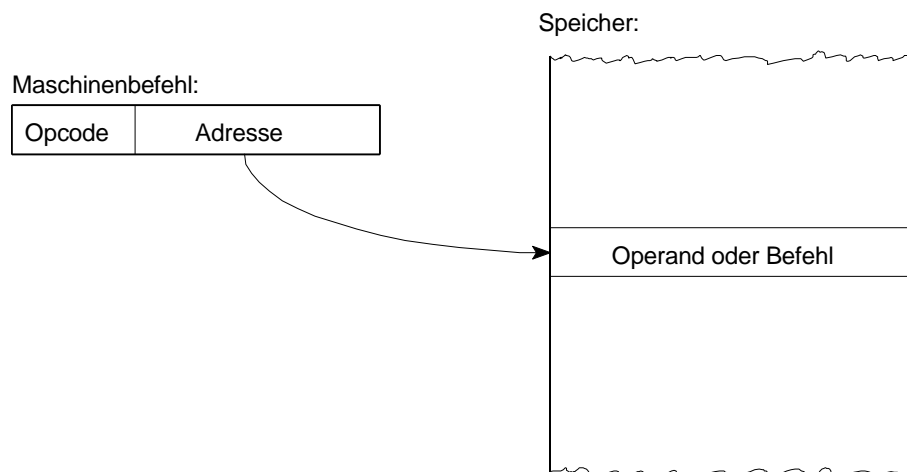 Speicher:
Maschinenbefehl:
Opcode
Adresse
Operand oder Befehl